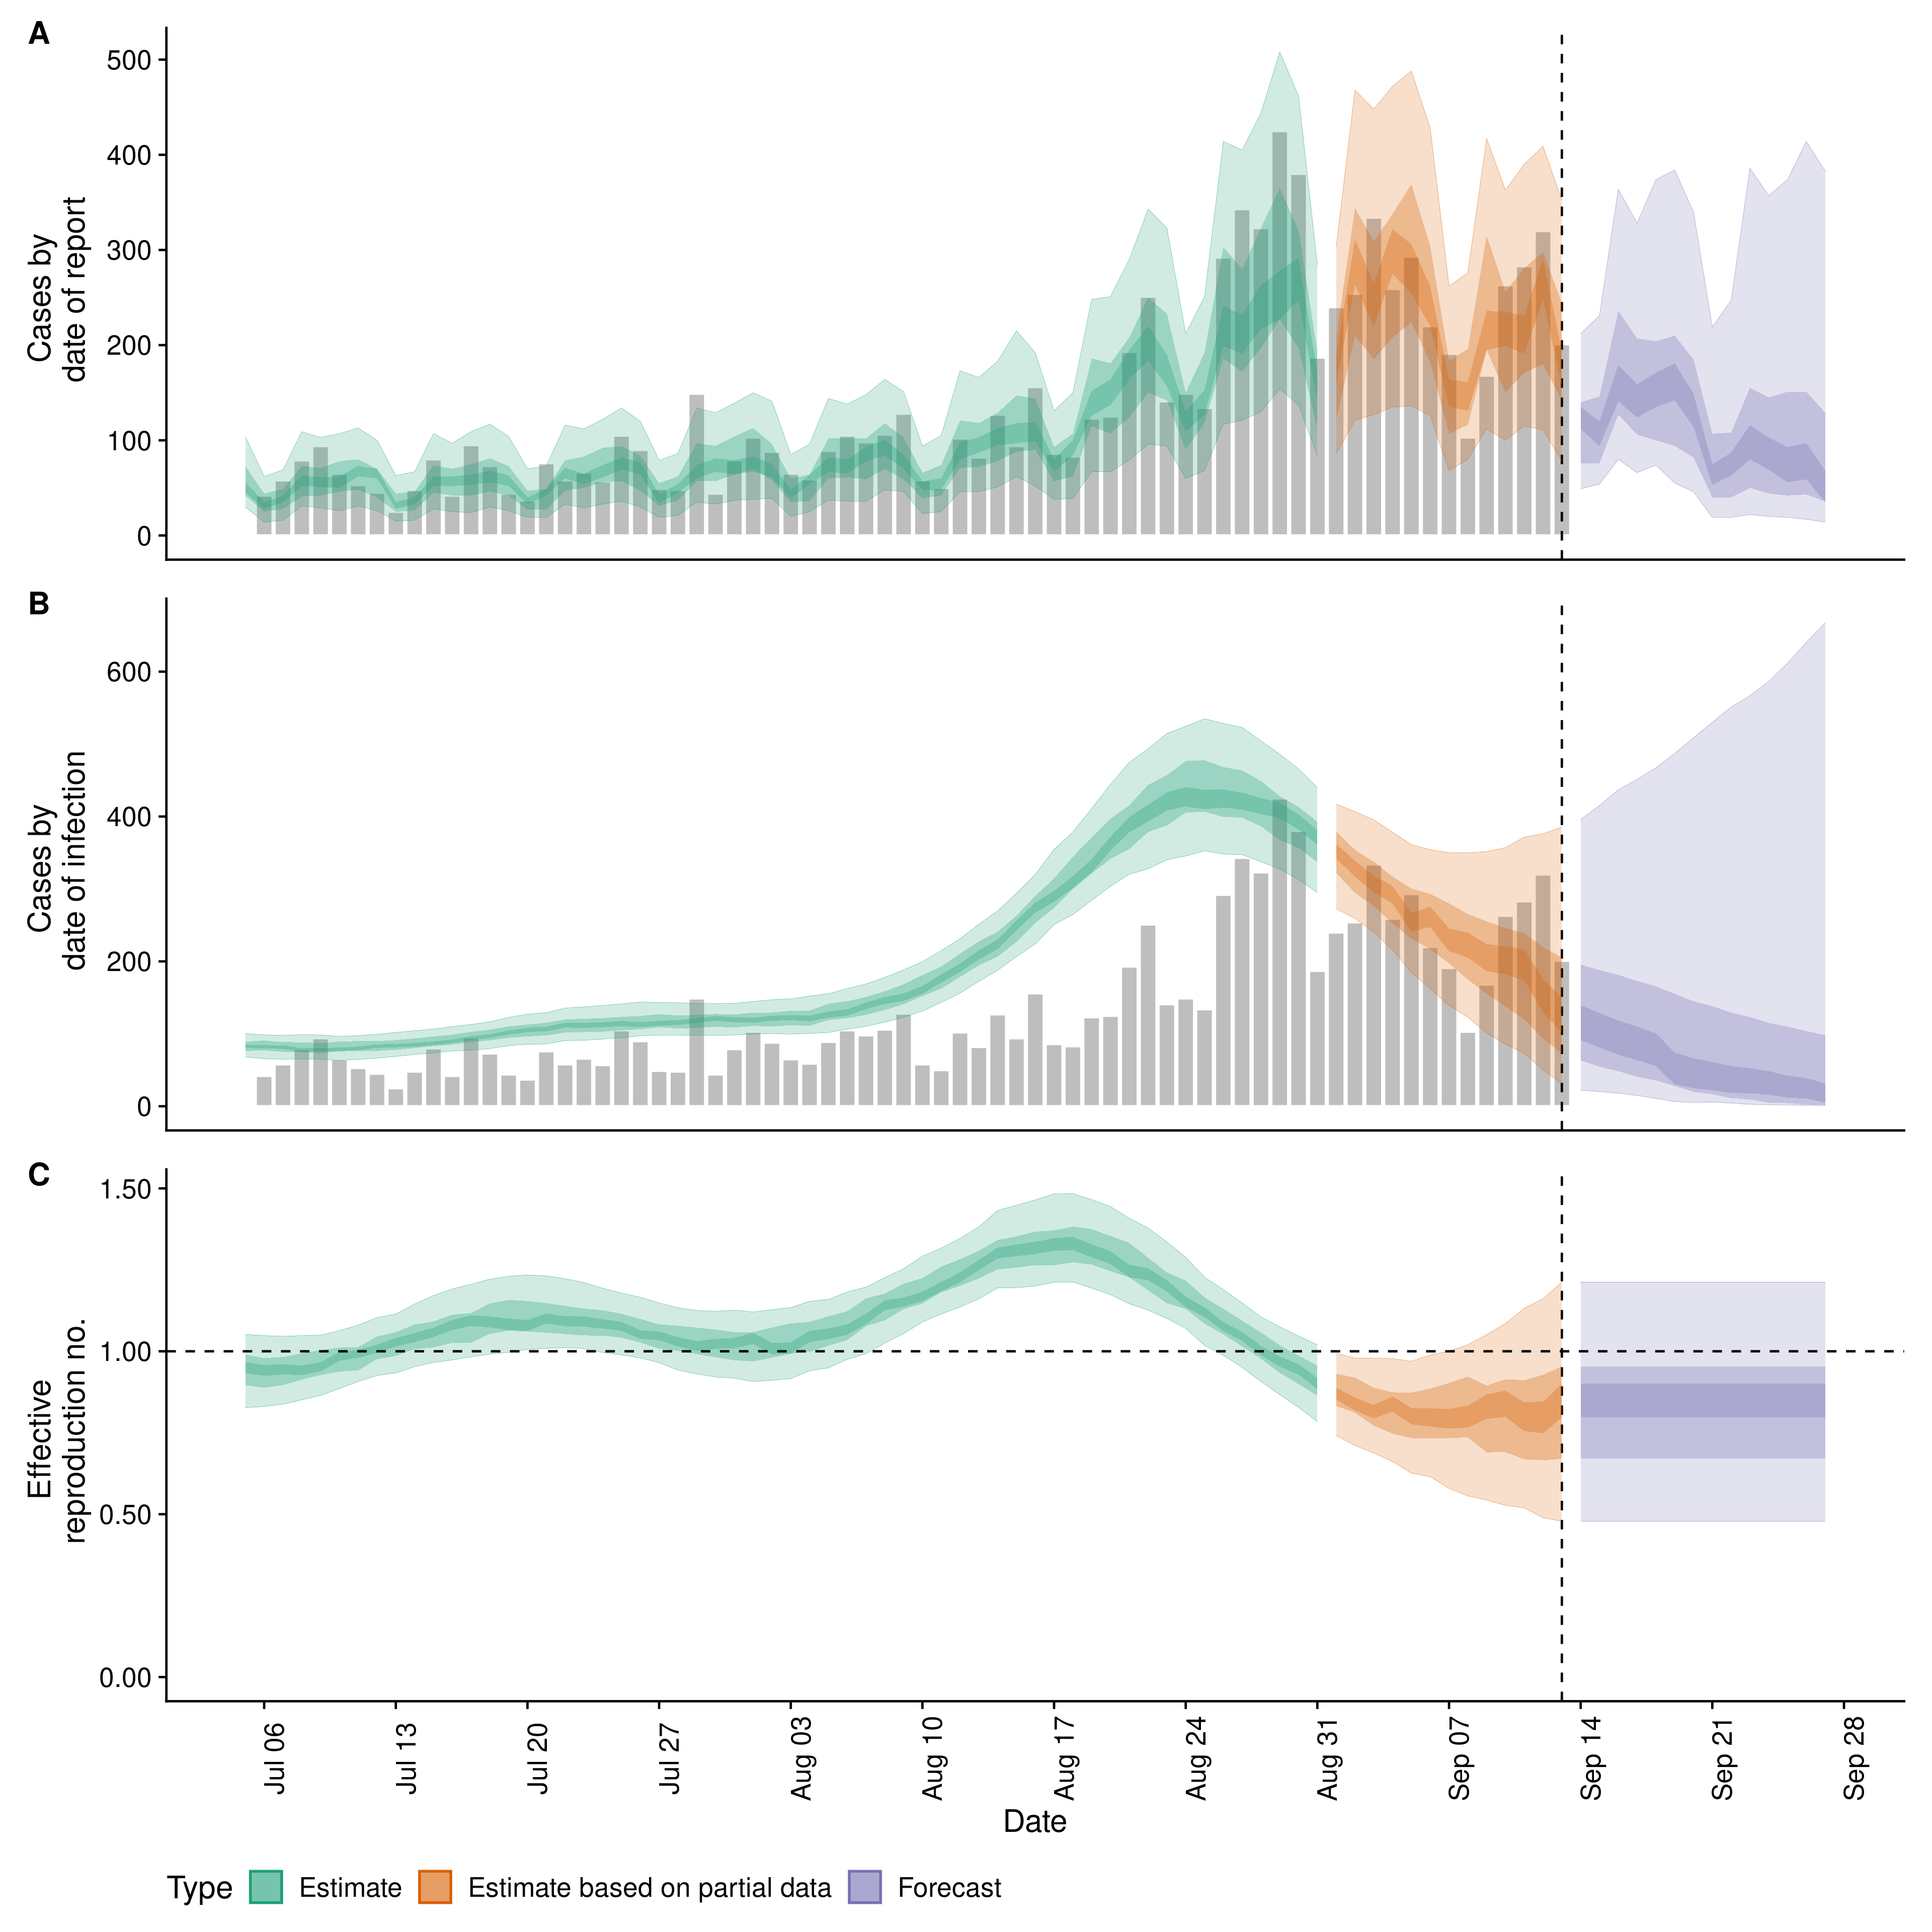 A
500
400
300
200
100
0
Cases by
date of report
B
600
400
200
0
Cases by
date of infection
C
1.50
1.00
0.50
0.00
Effective
reproduction no.
Jul 06
Jul 13
Jul 20
Jul 27
Aug 03
Aug 10
Aug 17
Aug 24
Aug 31
Sep 07
Sep 14
Sep 21
Sep 28
Date
Type
Estimate
Estimate based on partial data
Forecast